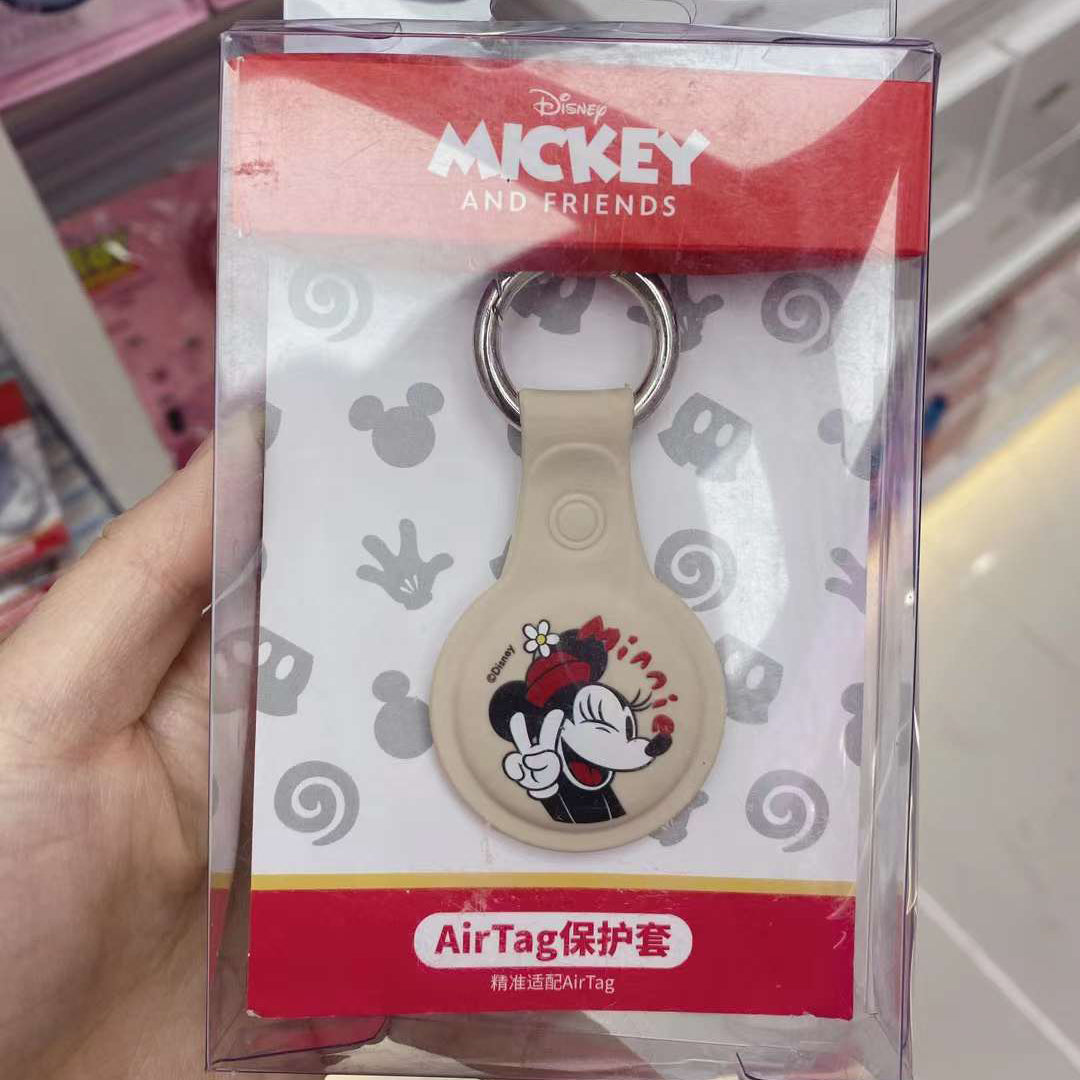 Disney
MICKEY
AND FRIENDS
©Disney
Minnie
AirTag保护套
精准适配AirTag